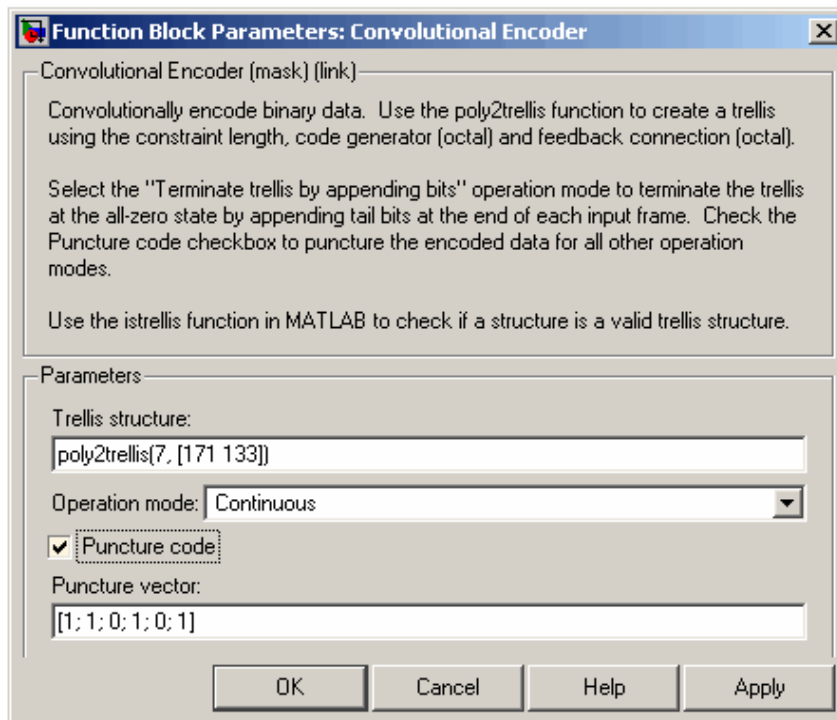 Function Block Parameters: Convolutional Encoder
Convolutional Encoder (mask) (link)
Convolutionally encode binary data.  Use the poly2trellis function to create a trellis
using the constraint length, code generator (octal) and feedback connection (octal).
Select the "Terminate trellis by appending bits" operation mode to terminate the trellis
at the all-zero state by appending tail bits at the end of each input frame.  Check the
Puncture code checkbox to puncture the encoded data for all other operation
modes.
Use the istrellis function in MATLAB to check if a structure is a valid trellis structure.
Parameters
Trellis structure:
poly2trellis(7, [171 133])
Operation mode: Continuous
Puncture code
Puncture vector:
[1; 1; 0; 1; 0; 1]
OK Cancel Help Apply